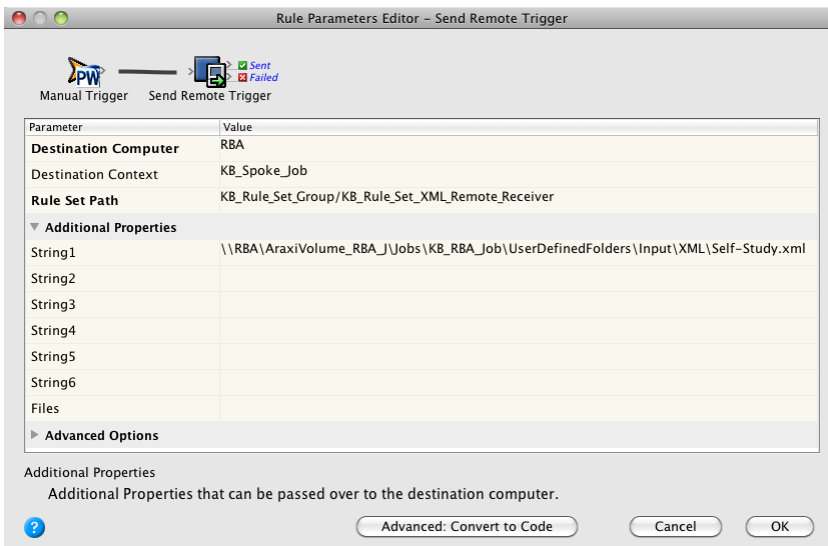 Rule Parameters Editor – Send Remote Trigger
PW
Sent
Failed
Manual Trigger Send Remote Trigger
Parameter Value
Destination Computer RBA
Destination Context KB_Spoke_Job
Rule Set Path KB_Rule_Set_Group/KB_Rule_Set_XML_Remote_Receiver
Additional Properties
String1 \\RBA\AraxiVolume_RBA_J\Jobs\KB_RBA_Job\UserDefinedFolders\Input\XML\Self-Study.xml
String2
String3
String4
String5
String6
Files
Advanced Options
Additional Properties
Additional Properties that can be passed over to the destination computer.
? Advanced: Convert to Code Cancel OK